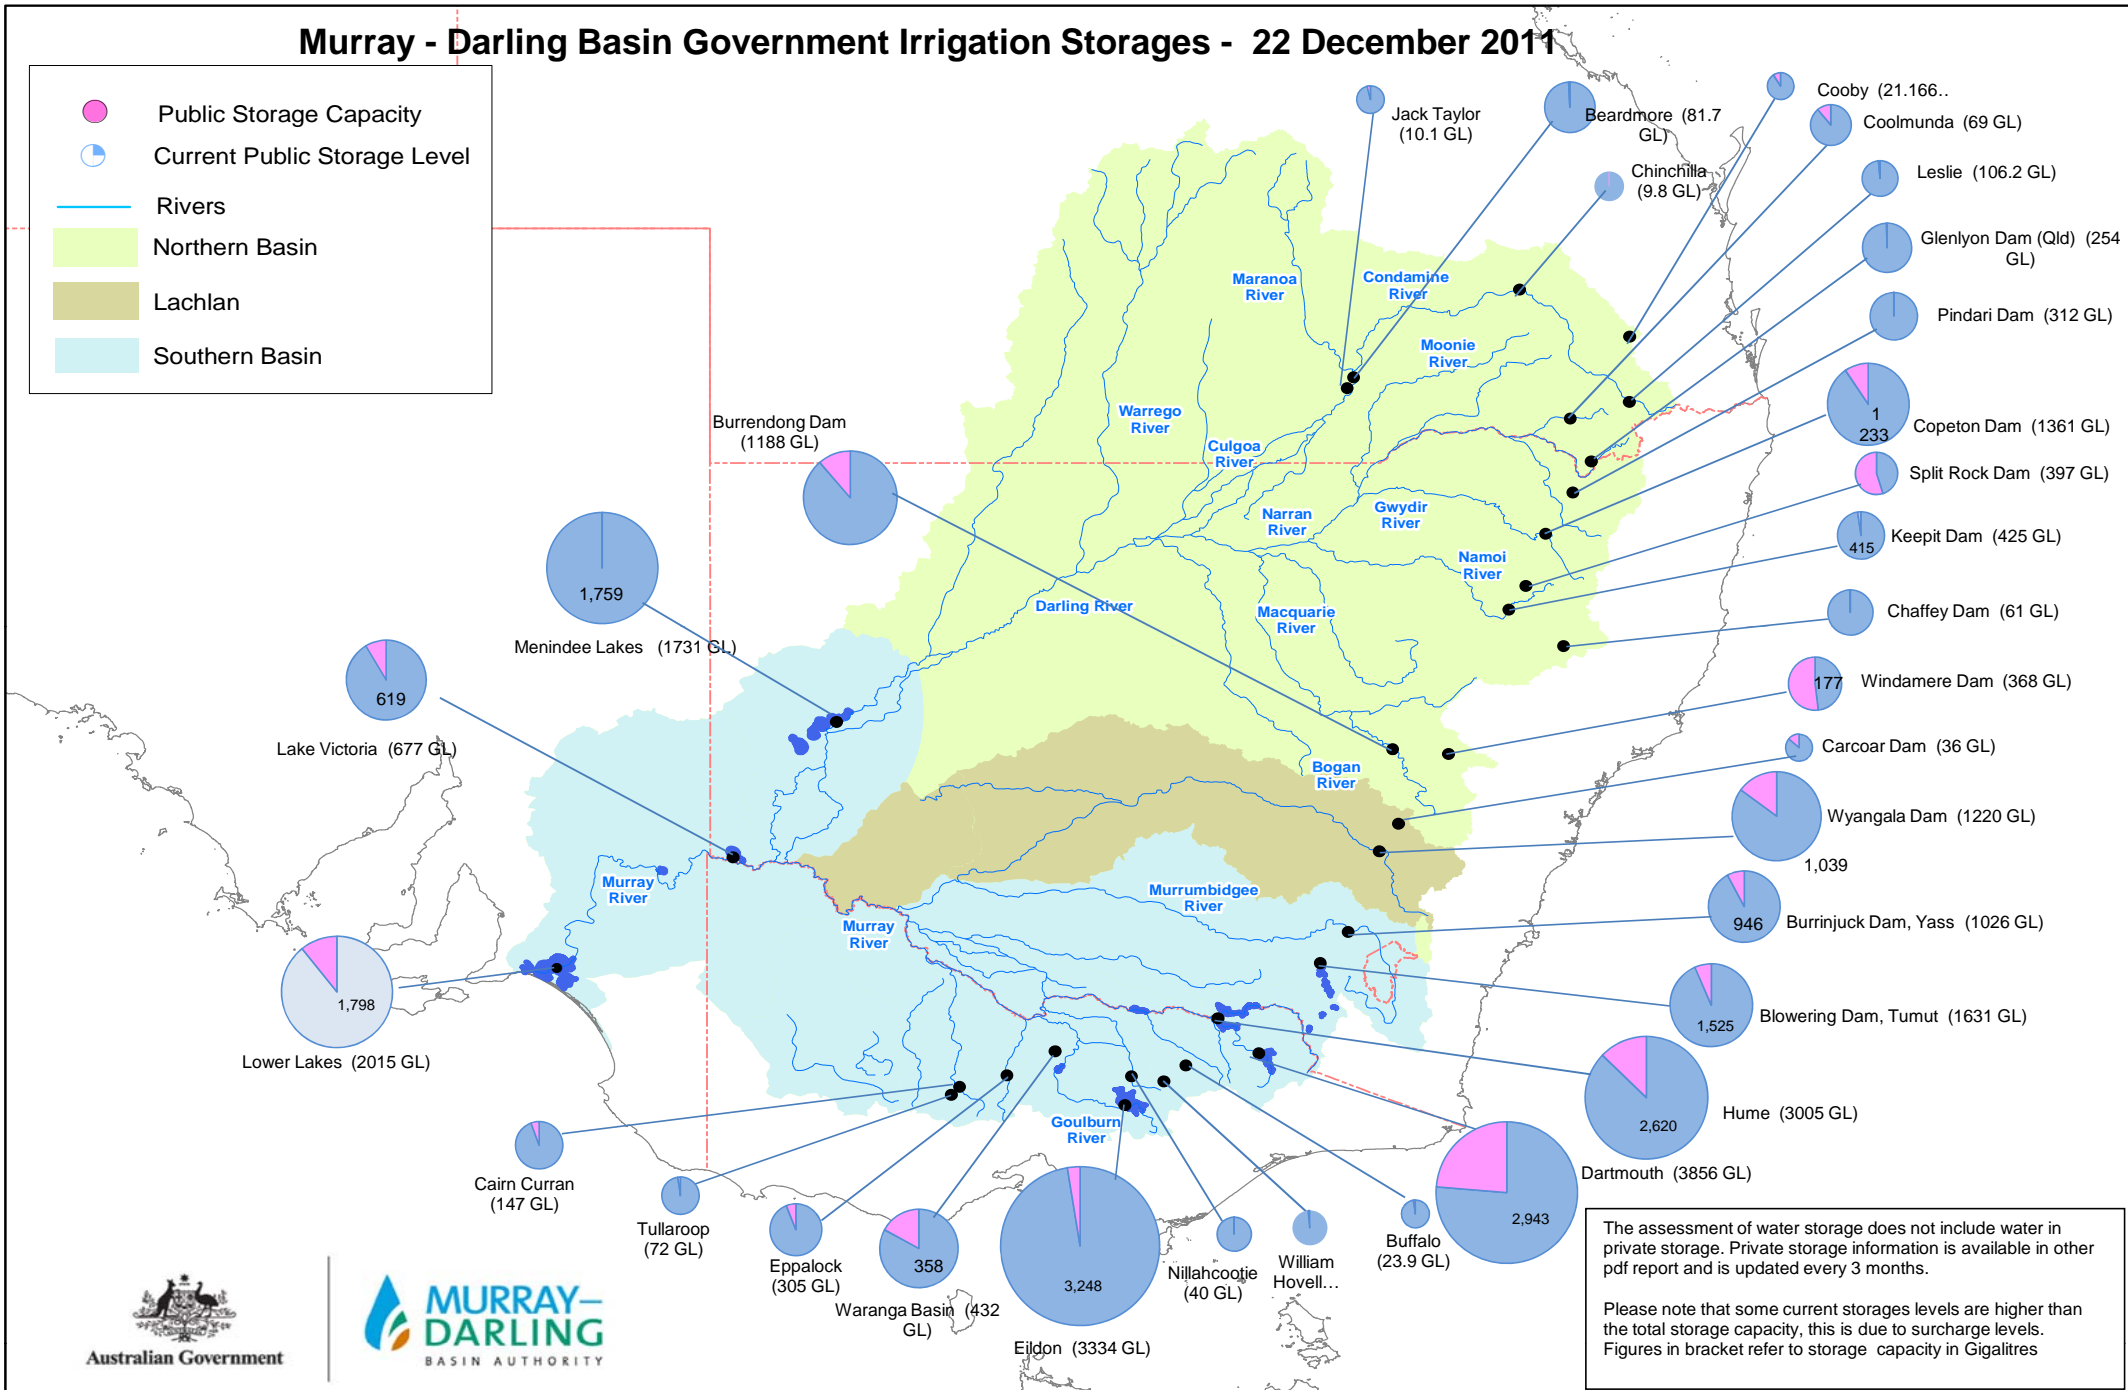 Murray - Darling Basin Government Irrigation Storages - 22 December 2011
Public Storage Capacity
Current Public Storage Level
Rivers
Northern Basin
Lachlan
Southern Basin
Jack Taylor
(10.1 GL)
Beardmore (81.7
GL)
Chinchilla
(9.8 GL)
Cooby (21.166..
Coolmunda (69 GL)
Leslie (106.2 GL)
Glenlyon Dam (Qld) (254
GL)
Pindari Dam (312 GL)
1
233
Copeton Dam (1361 GL)
Split Rock Dam (397 GL)
415
Keepit Dam (425 GL)
Chaffey Dam (61 GL)
177
Windamere Dam (368 GL)
Carcoar Dam (36 GL)
Wyangala Dam (1220 GL)
1,039
946
Burrinjuck Dam, Yass (1026 GL)
1,525
Blowering Dam, Tumut (1631 GL)
2,620
Hume (3005 GL)
Dartmouth (3856 GL)
2,943
Burrendong Dam
(1188 GL)
1,759
Menindee Lakes (1731 GL)
619
Lake Victoria (677 GL)
1,798
Lower Lakes (2015 GL)
Maranoa
River
Condamine
River
Moonie
River
Warrego
River
Culgoa
River
Narran
River
Gwydir
River
Namoi
River
Darling River
Macquarie
River
Bogan
River
Murray
River
Murrumbidgee
River
Murray
River
Goulburn
River
Cairn Curran
(147 GL)
Tullaroop
(72 GL)
Eppalock
(305 GL)
358
Waranga Basin (432
GL)
3,248
Eildon (3334 GL)
Nillahcootie
(40 GL)
William
Hovell...
Buffalo
(23.9 GL)
The assessment of water storage does not include water in
private storage. Private storage information is available in other
pdf report and is updated every 3 months.
Please note that some current storages levels are higher than
the total storage capacity, this is due to surcharge levels.
Figures in bracket refer to storage capacity in Gigalitres
Australian Government
MURRAY–
DARLING
BASIN AUTHORITY